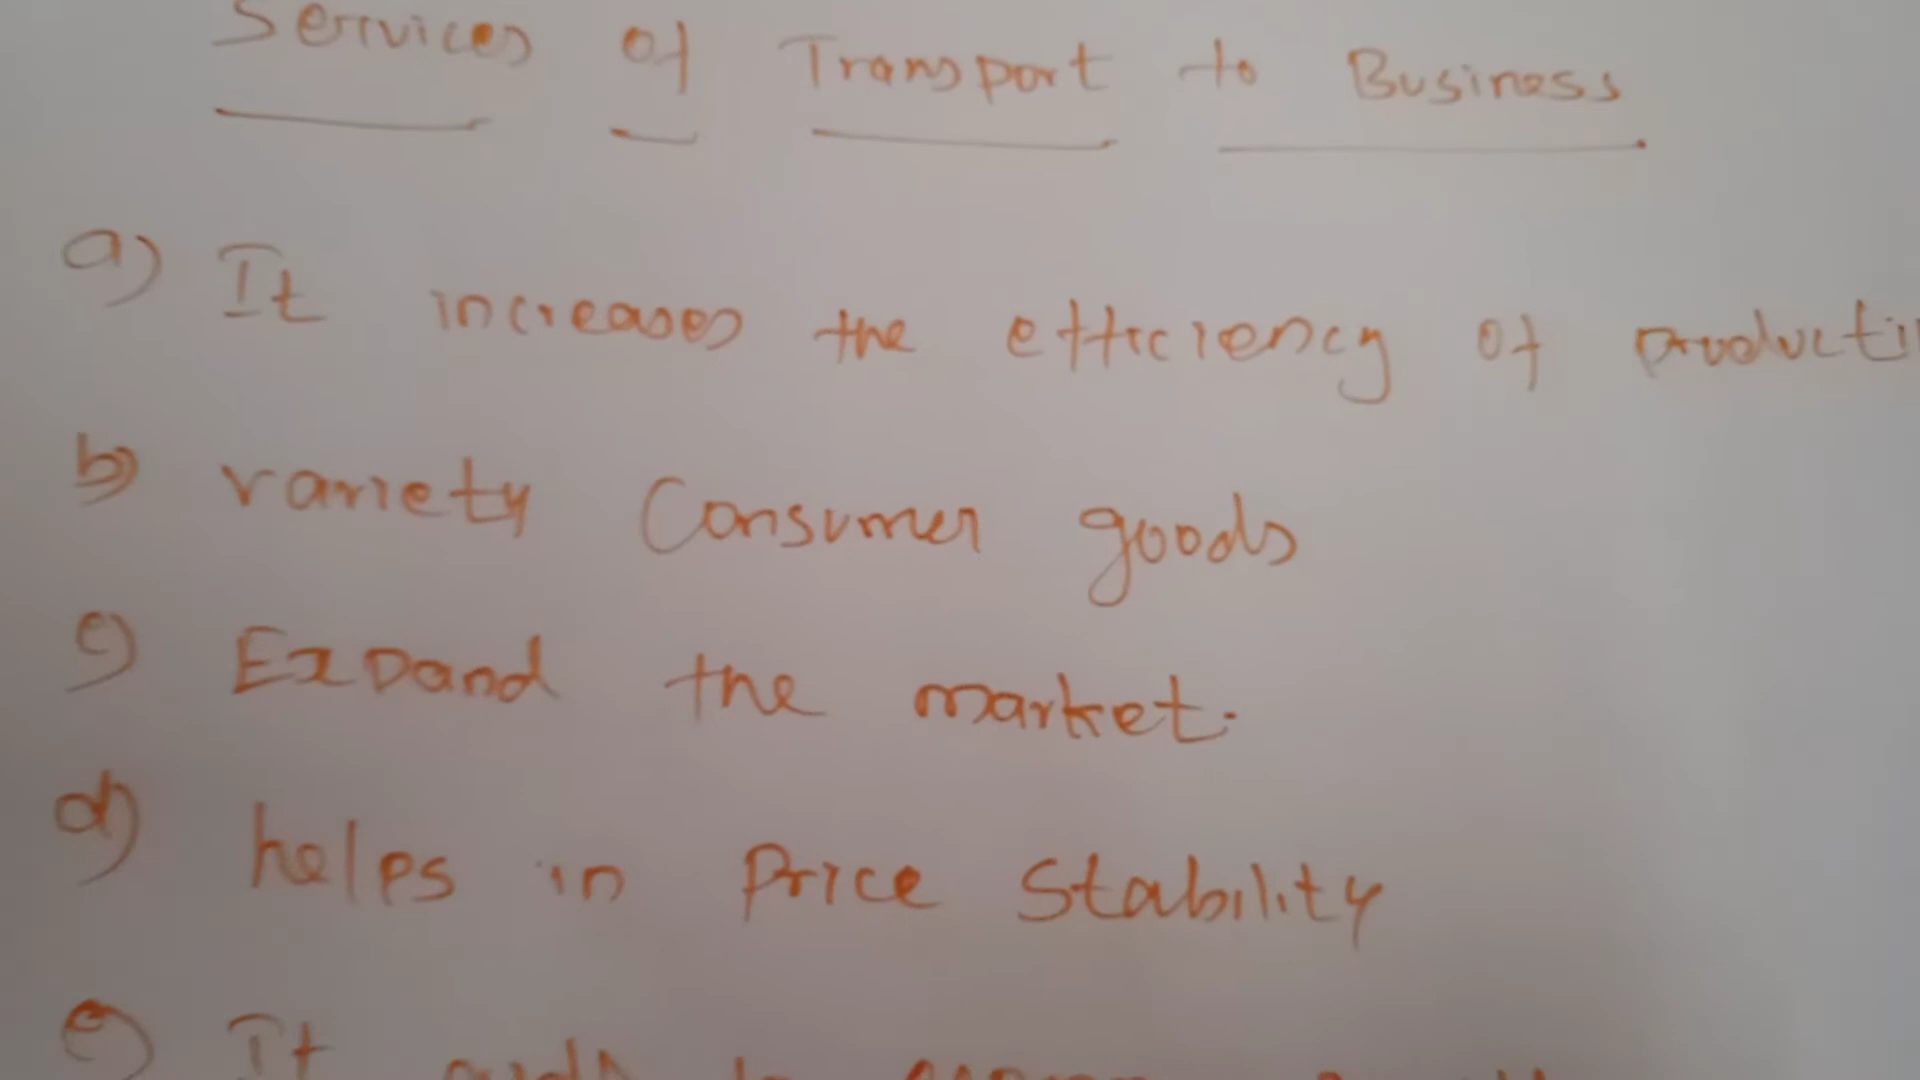 Services of Transport to Business
a) It increases the efficiency of producti
b) variety Consumer goods
c) Expand the market.
d) helps in Price Stability
e) It